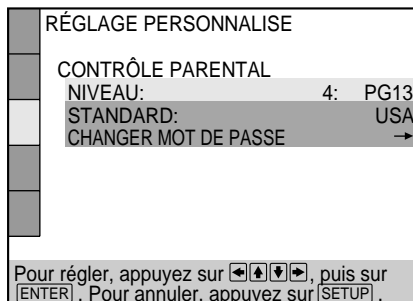 RÉGLAGE PERSONNALISE
CONTRÔLE PARENTAL
NIVEAU: 4: PG13
STANDARD: USA
CHANGER MOT DE PASSE →
Pour régler, appuyez sur ←↑↓→, puis sur
ENTER . Pour annuler, appuyez sur SETUP .